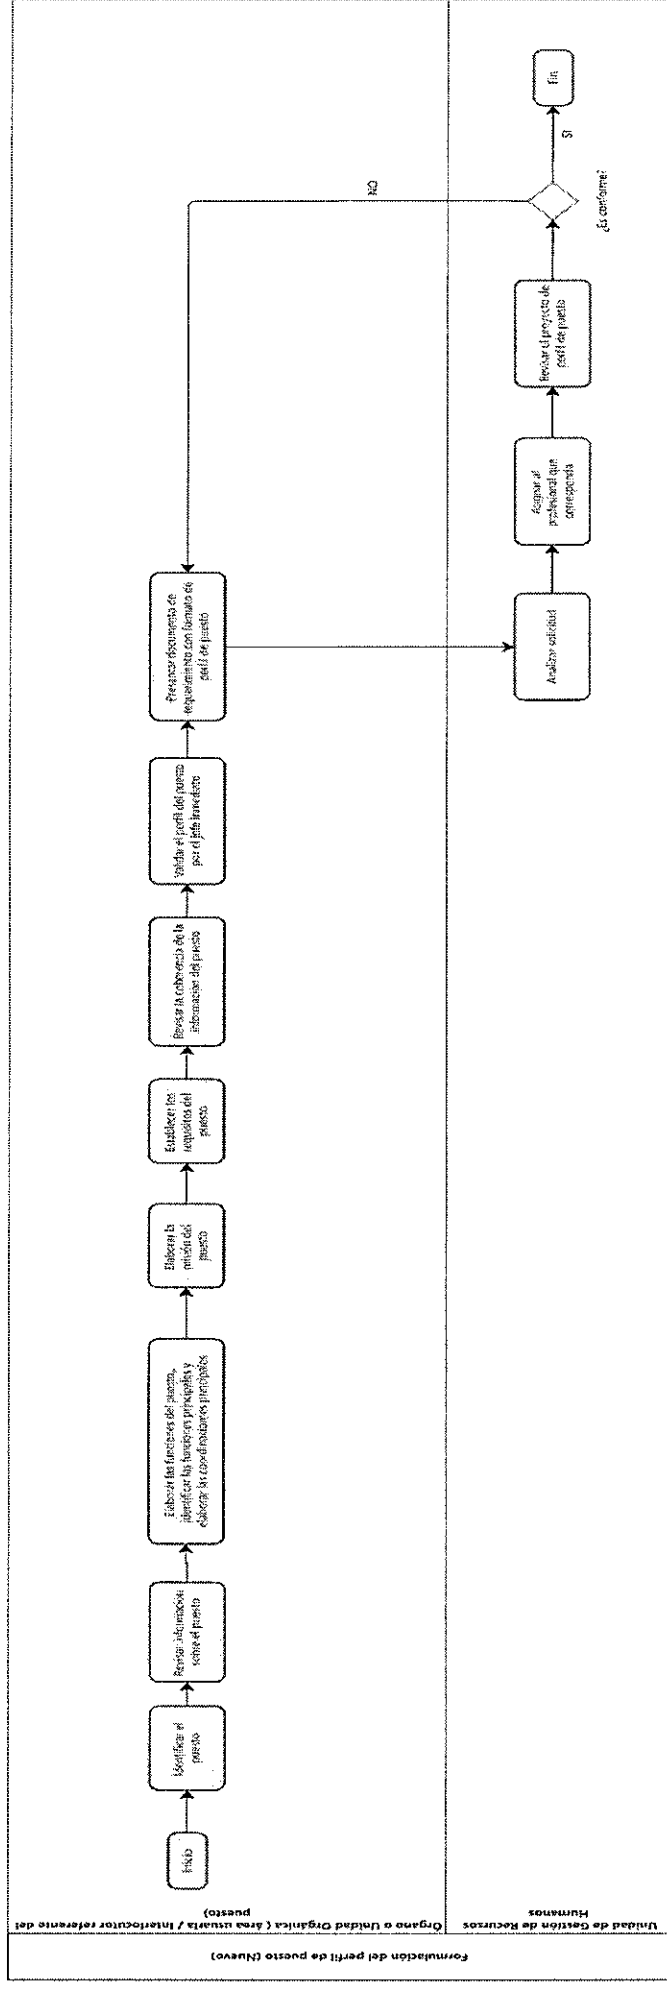 Formulación del perfil de puesto (Nuevo)
Órgano o Unidad Orgánica ( área usuaria / Interlocutor referente del
puesto)
Inicio
Identificar el
puesto
Revisar información
sobre el puesto
Elaborar las funciones del puesto,
identificar las funciones principales y
elaborar las coordinaciones principales
Elaborar la
misión del
puesto
Establecer los
requisitos del
puesto
Revisar la coherencia de la
información del puesto
Validar el perfil del puesto
por el jefe inmediato
Presentar documento de
requerimiento con formato de
perfil de puesto
NO
Unidad de Gestión de Recursos
Humanos
Analizar solicitud
Asignar al
profesional que
corresponda
Revisar el proyecto de
perfil de puesto
¿Es conforme?
SI
Fin